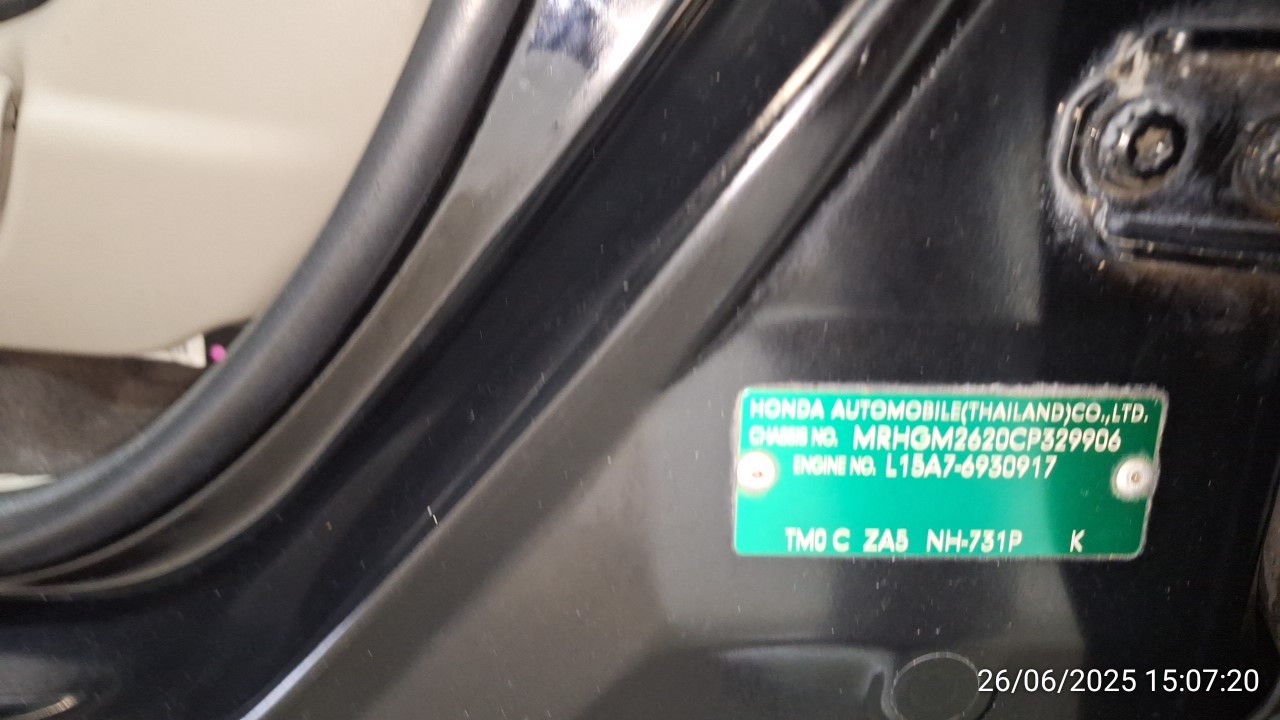 HONDA AUTOMOBILE(THAILAND)CO.,LTD.
CHASSIS NO. MRHGM2620CP329906
ENGINE NO. L15A7-6930917
TM0 C ZA5 NH-731P K
26/06/2025 15:07:20